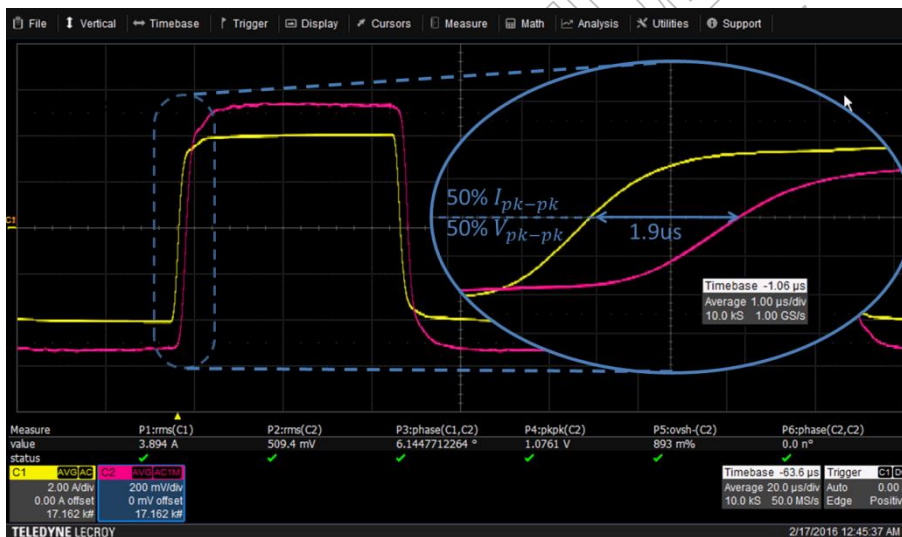 File Vertical Timebase Trigger Display Cursors Measure Math Analysis Utilities Support
C1
50% Ipk−pk
50% Vpk−pk
1.9us
Timebase -1.06 µs
Average 1.00 µs/div
10.0 kS 1.00 GS/s
Measure P1:rms(C1) P2:rms(C2) P3:phase(C1,C2) P4:pkpk(C2) P5:ovsh-(C2) P6:phase(C2,C2)
value 3.894 A 509.4 mV 6.1447712264 ° 1.0761 V 893 m% 0.0 n°
status
C1 AVG AC
2.00 A/div
0.00 A offset
17.162 k#
C2 AVG AC1M
200 mV/div
0 mV offset
17.162 k#
Timebase -63.6 µs
Average 20.0 µs/div
10.0 kS 50.0 MS/s
Trigger C1 D
Auto 0.00
Edge Positiv
TELEDYNE LECROY 2/17/2016 12:45:37 AM